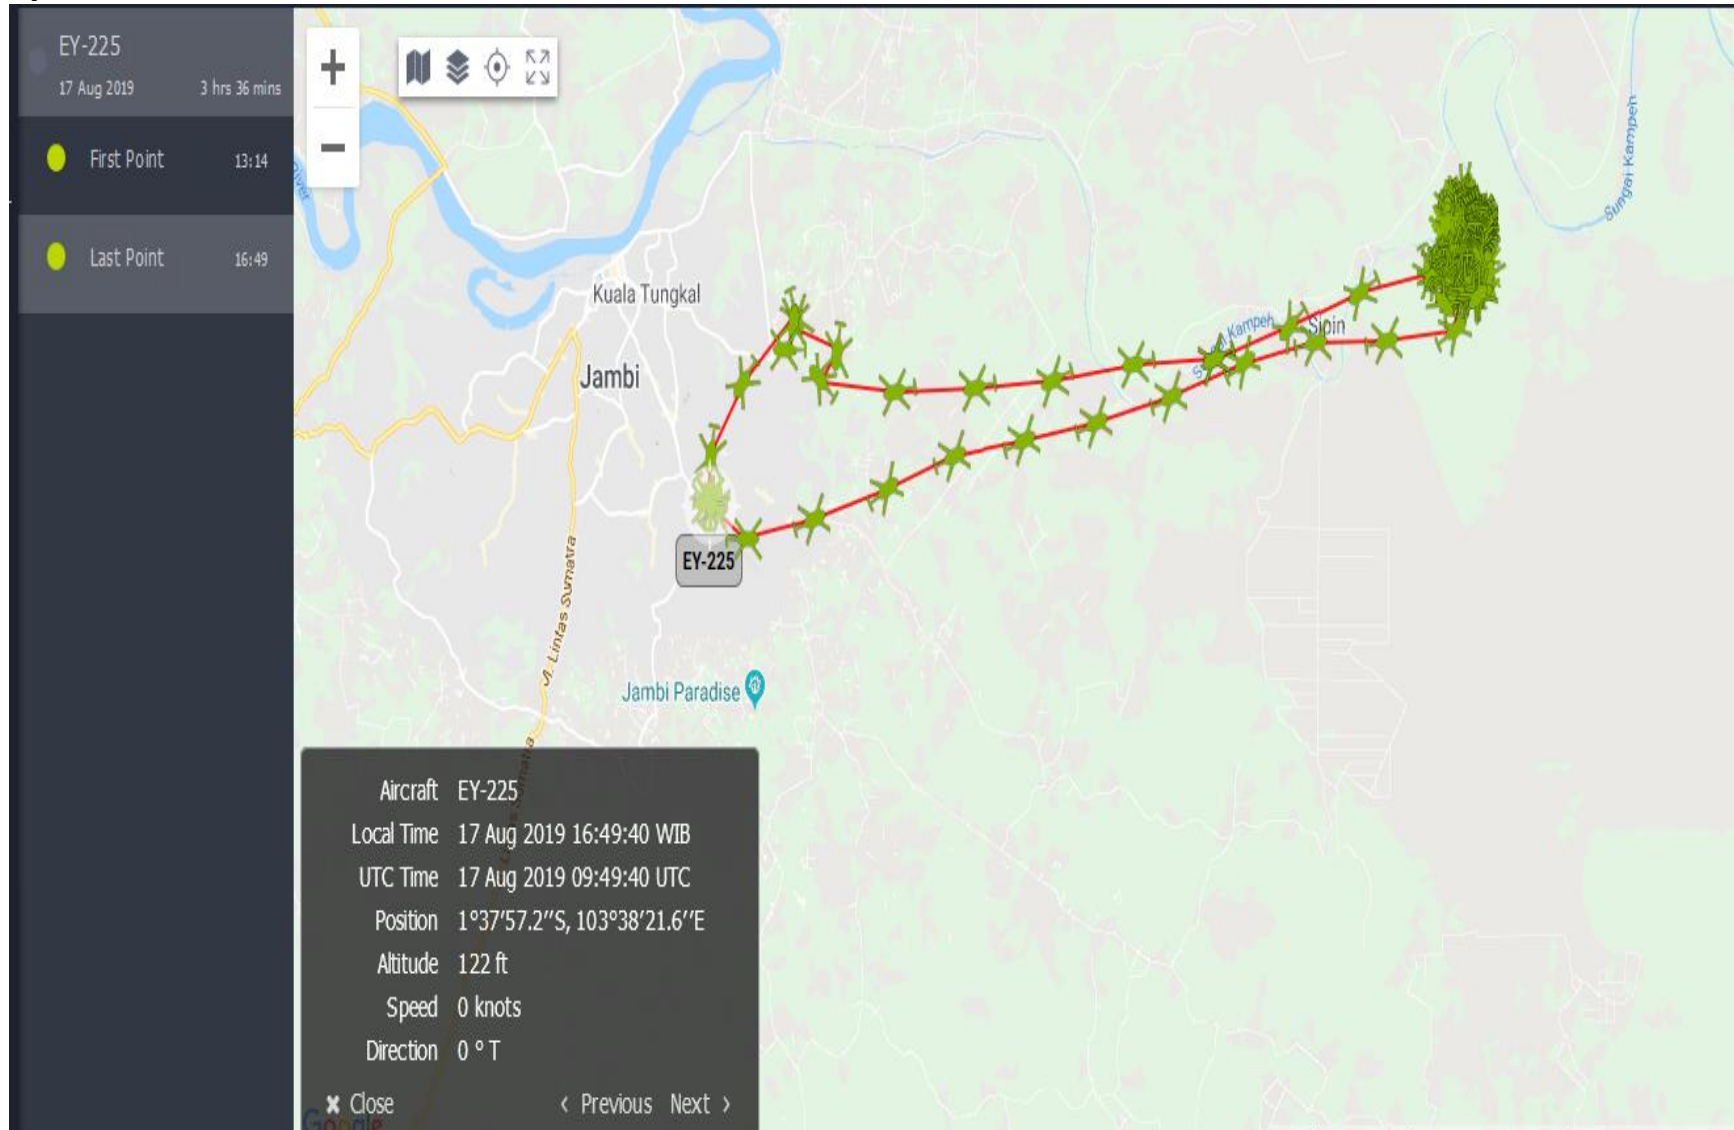 EY-225
17 Aug 2019 3 hrs 36 mins
First Point 13:14
Last Point 16:49
River
Sungai Kampeh
Kuala Tungkal
Kampeh
Sipin
Jambi
EY-225
Jl. Lintas Sumatra
Jambi Paradise
Aircraft EY-225
Local Time 17 Aug 2019 16:49:40 WIB
UTC Time 17 Aug 2019 09:49:40 UTC
Position 1°37'57.2''S, 103°38'21.6''E
Altitude 122 ft
Speed 0 knots
Direction 0 ° T
✖ Close ‹ Previous Next ›
Google